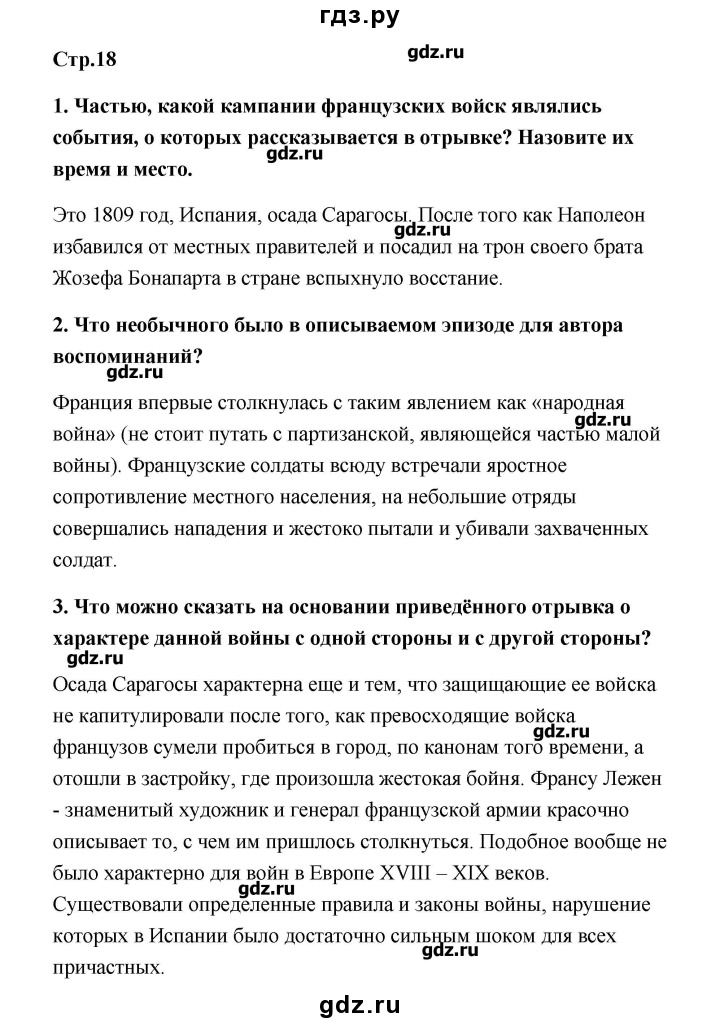 гдз.ру
Стр.18
gdz.ru
1. Частью, какой кампании французских войск являлись
события, о которых рассказывается в отрывке? Назовите их
gdz.ru
время и место.
Это 1809 год, Испания, осада Сарагосы. После того как Наполеон
gdz.ru
избавился от местных правителей и посадил на трон своего брата
Жозефа Бонапарта в стране вспыхнуло восстание.
2. Что необычного было в описываемом эпизоде для автора
воспоминаний?
gdz.ru
Франция впервые столкнулась с таким явлением как «народная
gdz.ru
война» (не стоит путать с партизанской, являющейся частью малой
войны). Французские солдаты всюду встречали яростное
сопротивление местного населения, на небольшие отряды
совершались нападения и жестоко пытали и убивали захваченных
солдат.
3. Что можно сказать на основании приведённого отрывка о
характере данной войны с одной стороны и с другой стороны?
gdz.ru
Осада Сарагосы характерна еще и тем, что защищающие ее войска
не капитулировали после того, как превосходящие войска
gdz.ru
французов сумели пробиться в город, по канонам того времени, а
отошли в застройку, где произошла жестокая бойня. Франсу Лежен
- знаменитый художник и генерал французской армии красочно
описывает то, с чем им пришлось столкнуться. Подобное вообще не
было характерно для войн в Европе XVIII – XIX веков.
gdz.ru
Существовали определенные правила и законы войны, нарушение
которых в Испании было достаточно сильным шоком для всех
gdz.ru
причастных.
gdz.ru